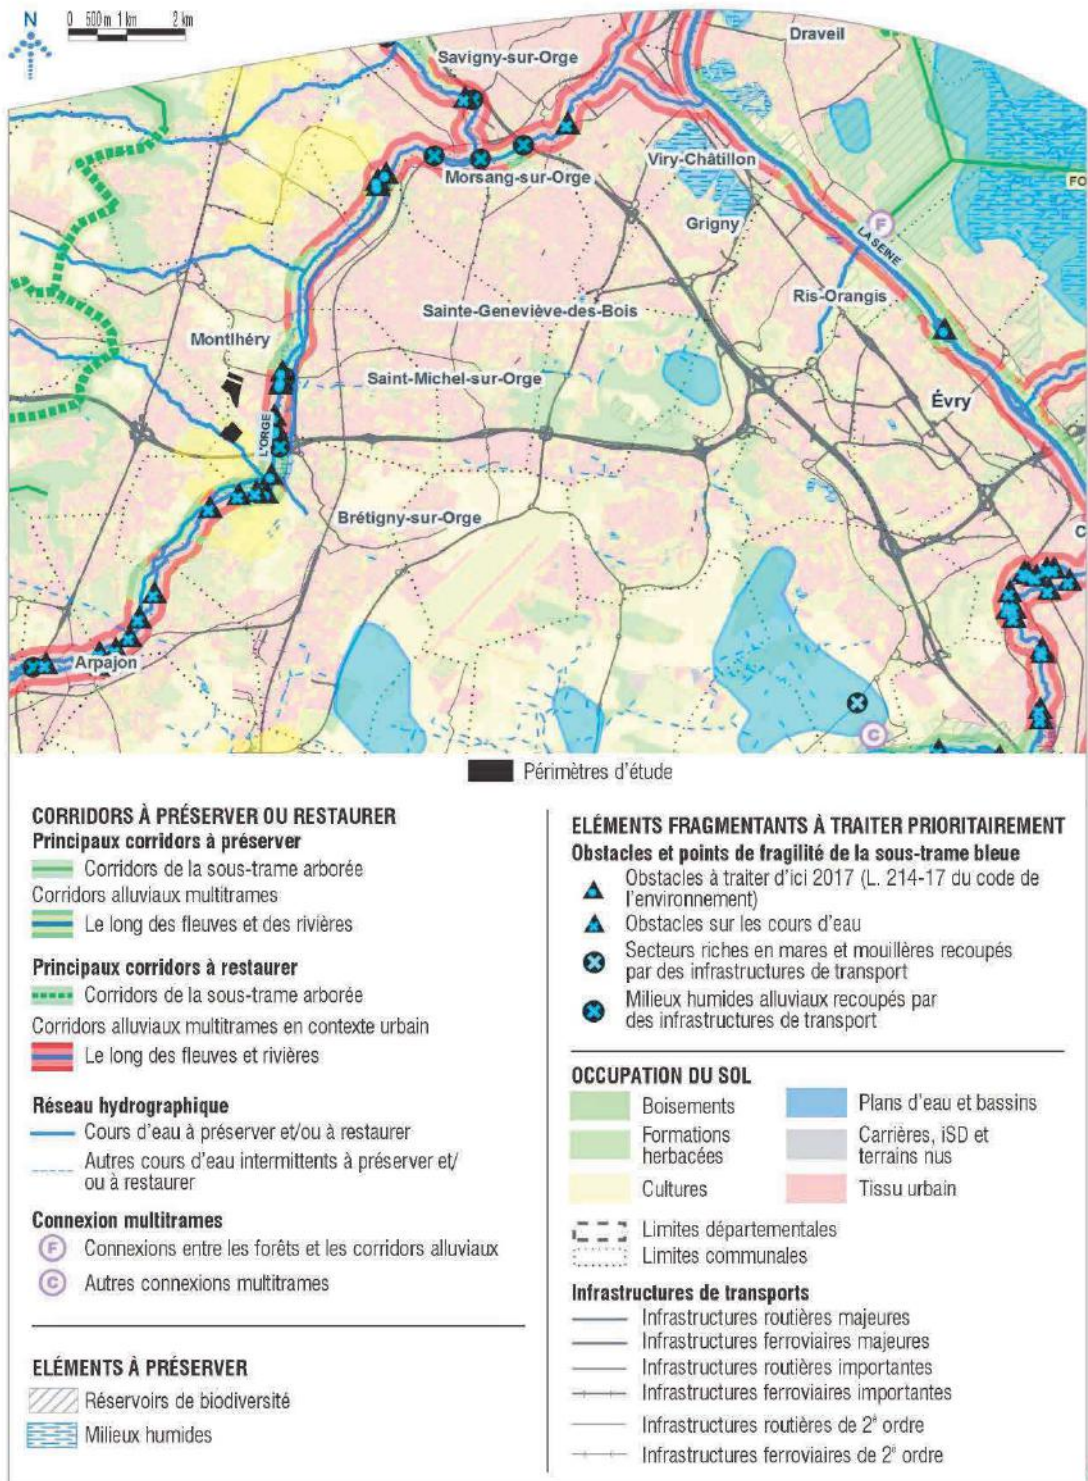 N
0 500 m 1 km 2 km
Draveil
Savigny-sur-Orge
FO
Viry-Châtillon
Morsang-sur-Orge
Grigny
F
LA SEINE
Ris-Orangis
Sainte-Geneviève-des-Bois
Montlhéry
Saint-Michel-sur-Orge
Évry
L'ORGE
Brétigny-sur-Orge
C
Arpajon
C
Périmètres d'étude
CORRIDORS À PRÉSERVER OU RESTAURER
Principaux corridors à préserver
Corridors de la sous-trame arborée
Corridors alluviaux multitrames
Le long des fleuves et des rivières
Principaux corridors à restaurer
Corridors de la sous-trame arborée
Corridors alluviaux multitrames en contexte urbain
Le long des fleuves et rivières
Réseau hydrographique
Cours d'eau à préserver et/ou à restaurer
Autres cours d'eau intermittents à préserver et/
ou à restaurer
Connexion multitrames
F Connexions entre les forêts et les corridors alluviaux
C Autres connexions multitrames
ELÉMENTS À PRÉSERVER
Réservoirs de biodiversité
Milieux humides
ELÉMENTS FRAGMENTANTS À TRAITER PRIORITAIREMENT
Obstacles et points de fragilité de la sous-trame bleue
Obstacles à traiter d'ici 2017 (L. 214-17 du code de
l'environnement)
Obstacles sur les cours d'eau
Secteurs riches en mares et mouillères recoupés
par des infrastructures de transport
Milieux humides alluviaux recoupés par
des infrastructures de transport
OCCUPATION DU SOL
Boisements
Formations
herbacées
Cultures
Plans d'eau et bassins
Carrières, iSD et
terrains nus
Tissu urbain
Limites départementales
Limites communales
Infrastructures de transports
Infrastructures routières majeures
Infrastructures ferroviaires majeures
Infrastructures routières importantes
Infrastructures ferroviaires importantes
Infrastructures routières de 2è ordre
Infrastructures ferroviaires de 2è ordre